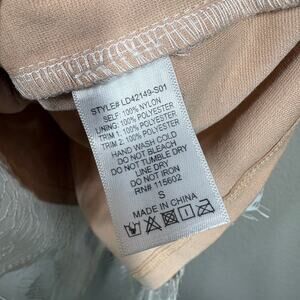 STYLE# LD42149-S01
SELF: 100% NYLON
LINING: 100% POLYESTER
TRIM 1: 100% POLYESTER
TRIM 2: 100% POLYESTER
HAND WASH COLD
DO NOT BLEACH
DO NOT TUMBLE DRY
LINE DRY
DO NOT IRON
RN# 115602
S
MADE IN CHINA